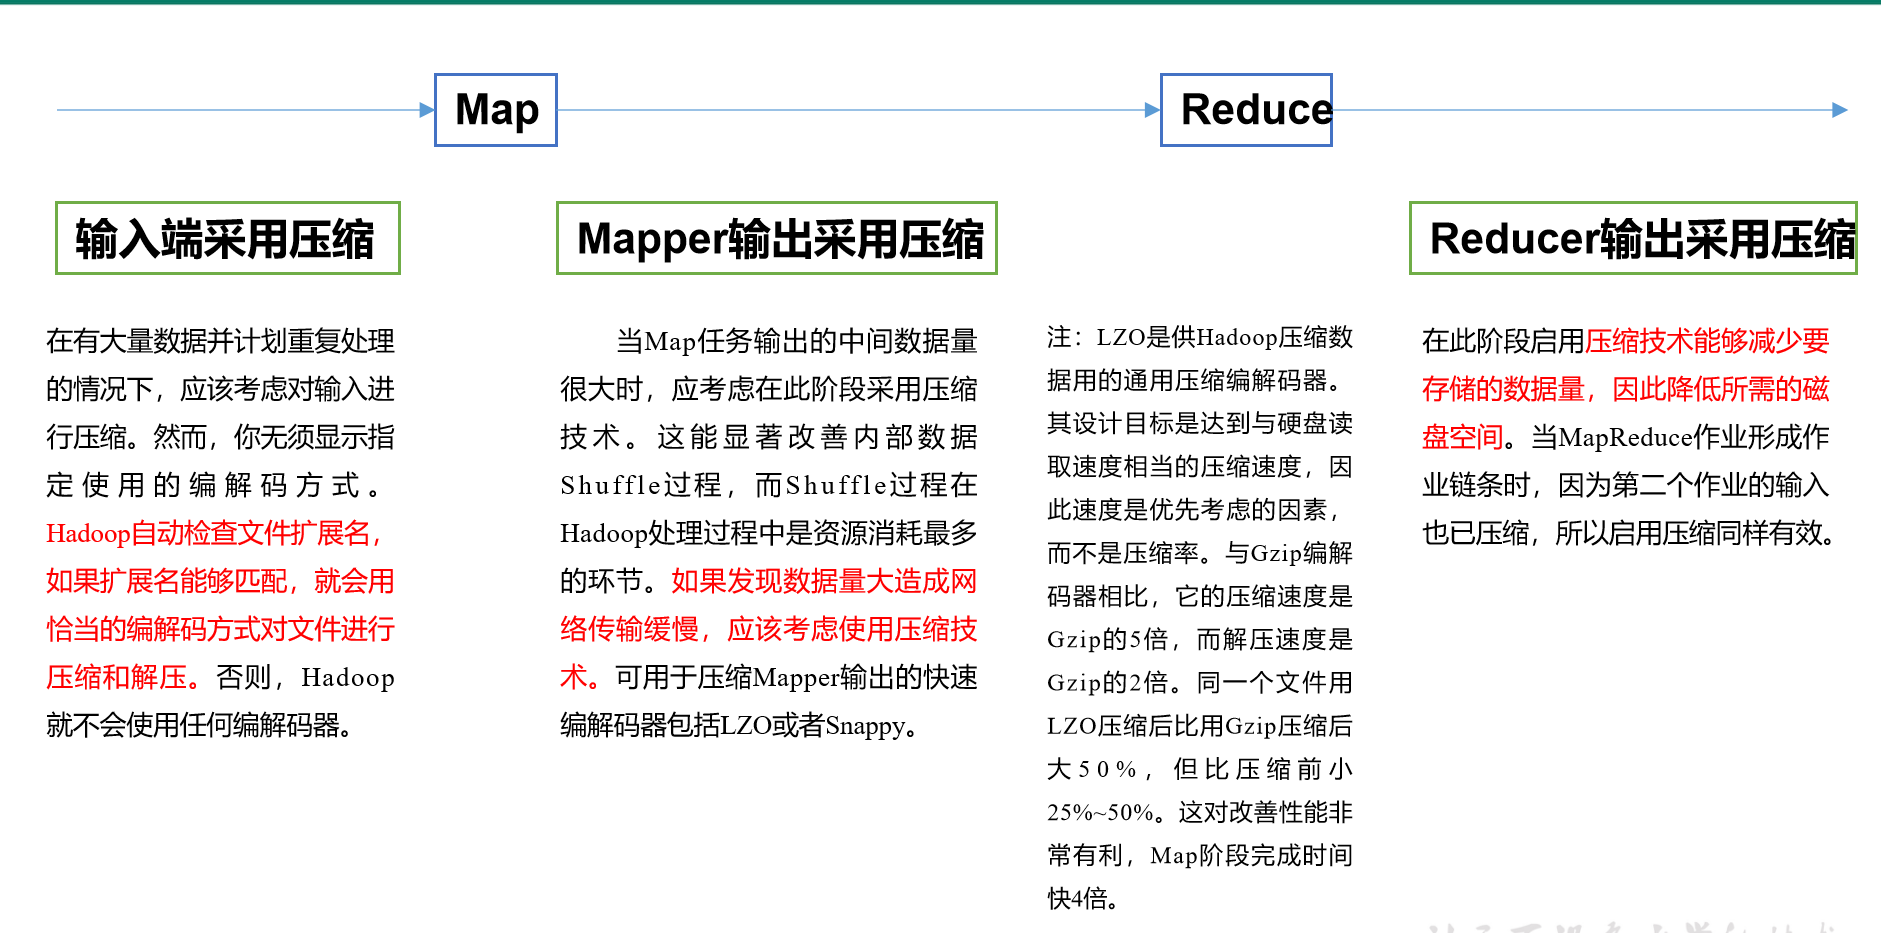 Map
Reduce
输入端采用压缩
Mapper输出采用压缩
Reducer输出采用压缩
在有大量数据并计划重复处理
的情况下，应该考虑对输入进
行压缩。然而，你无须显示指
定使用的编解码方式。
Hadoop自动检查文件扩展名，
如果扩展名能够匹配，就会用
恰当的编解码方式对文件进行
压缩和解压。否则，Hadoop
就不会使用任何编解码器。
当Map任务输出的中间数据量
很大时，应考虑在此阶段采用压缩
技术。这能显著改善内部数据
Shuffle过程，而Shuffle过程在
Hadoop处理过程中是资源消耗最多
的环节。如果发现数据量大造成网
络传输缓慢，应该考虑使用压缩技
术。可用于压缩Mapper输出的快速
编解码器包括LZO或者Snappy。
注：LZO是供Hadoop压缩数
据用的通用压缩编解码器。
其设计目标是达到与硬盘读
取速度相当的压缩速度，因
此速度是优先考虑的因素，
而不是压缩率。与Gzip编解
码器相比，它的压缩速度是
Gzip的5倍，而解压速度是
Gzip的2倍。同一个文件用
LZO压缩后比用Gzip压缩后
大50%，但比压缩前小
25%~50%。这对改善性能非
常有利，Map阶段完成时间
快4倍。
在此阶段启用压缩技术能够减少要
存储的数据量，因此降低所需的磁
盘空间。当MapReduce作业形成作
业链条时，因为第二个作业的输入
也已压缩，所以启用压缩同样有效。